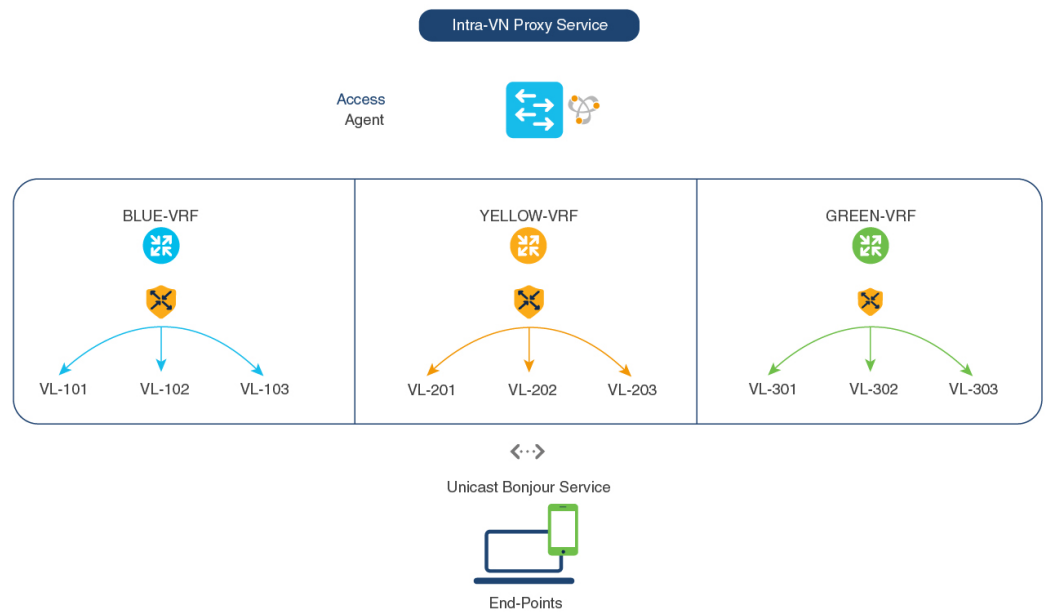 Intra-VN Proxy Service
Access
Agent
BLUE-VRF
YELLOW-VRF
GREEN-VRF
VL-101
VL-102
VL-103
VL-201
VL-202
VL-203
VL-301
VL-302
VL-303
Unicast Bonjour Service
End-Points